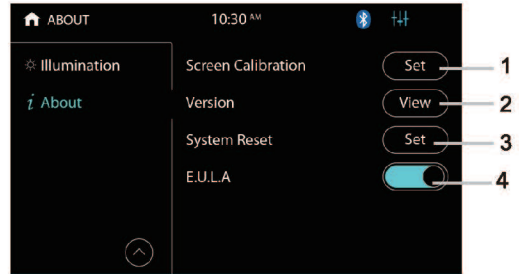 ABOUT 10:30 AM
Illumination
i About
Screen Calibration Set 1
Version View 2
System Reset Set 3
E.U.L.A 4